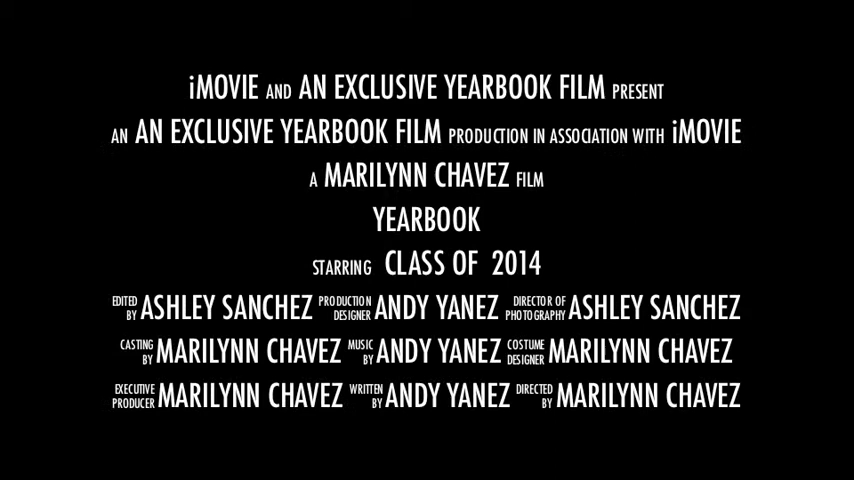 iMOVIE AND AN EXCLUSIVE YEARBOOK FILM PRESENT
AN AN EXCLUSIVE YEARBOOK FILM PRODUCTION IN ASSOCIATION WITH iMOVIE
A MARILYNN CHAVEZ FILM
YEARBOOK
STARRING CLASS OF 2014
EDITED BY ASHLEY SANCHEZ PRODUCTION DESIGNER ANDY YANEZ DIRECTOR OF PHOTOGRAPHY ASHLEY SANCHEZ
CASTING BY MARILYNN CHAVEZ MUSIC BY ANDY YANEZ COSTUME DESIGNER MARILYNN CHAVEZ
EXECUTIVE PRODUCER MARILYNN CHAVEZ WRITTEN BY ANDY YANEZ DIRECTED BY MARILYNN CHAVEZ